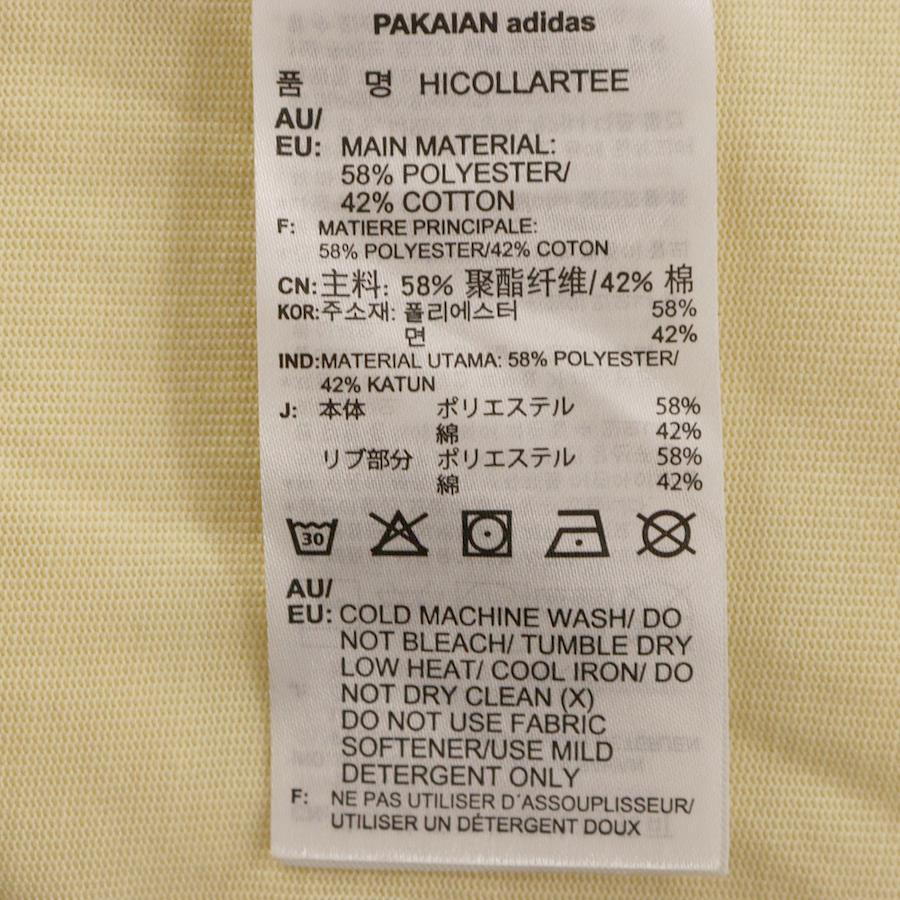 PAKAIAN adidas
품 명 HICOLLARTEE
AU/
EU: MAIN MATERIAL:
58% POLYESTER/
42% COTTON
F: MATIERE PRINCIPALE:
58% POLYESTER/42% COTON
CN: 主料: 58% 聚酯纤维/42% 棉
KOR: 주소재: 폴리에스터 58%
면 42%
IND: MATERIAL UTAMA: 58% POLYESTER/
42% KATUN
J: 本体 ポリエステル 58%
綿 42%
リブ部分 ポリエステル 58%
綿 42%
30
AU/
EU: COLD MACHINE WASH/ DO
NOT BLEACH/ TUMBLE DRY
LOW HEAT/ COOL IRON/ DO
NOT DRY CLEAN (X)
DO NOT USE FABRIC
SOFTENER/USE MILD
DETERGENT ONLY
F: NE PAS UTILISER D'ASSOUPLISSEUR/
UTILISER UN DÉTERGENT DOUX